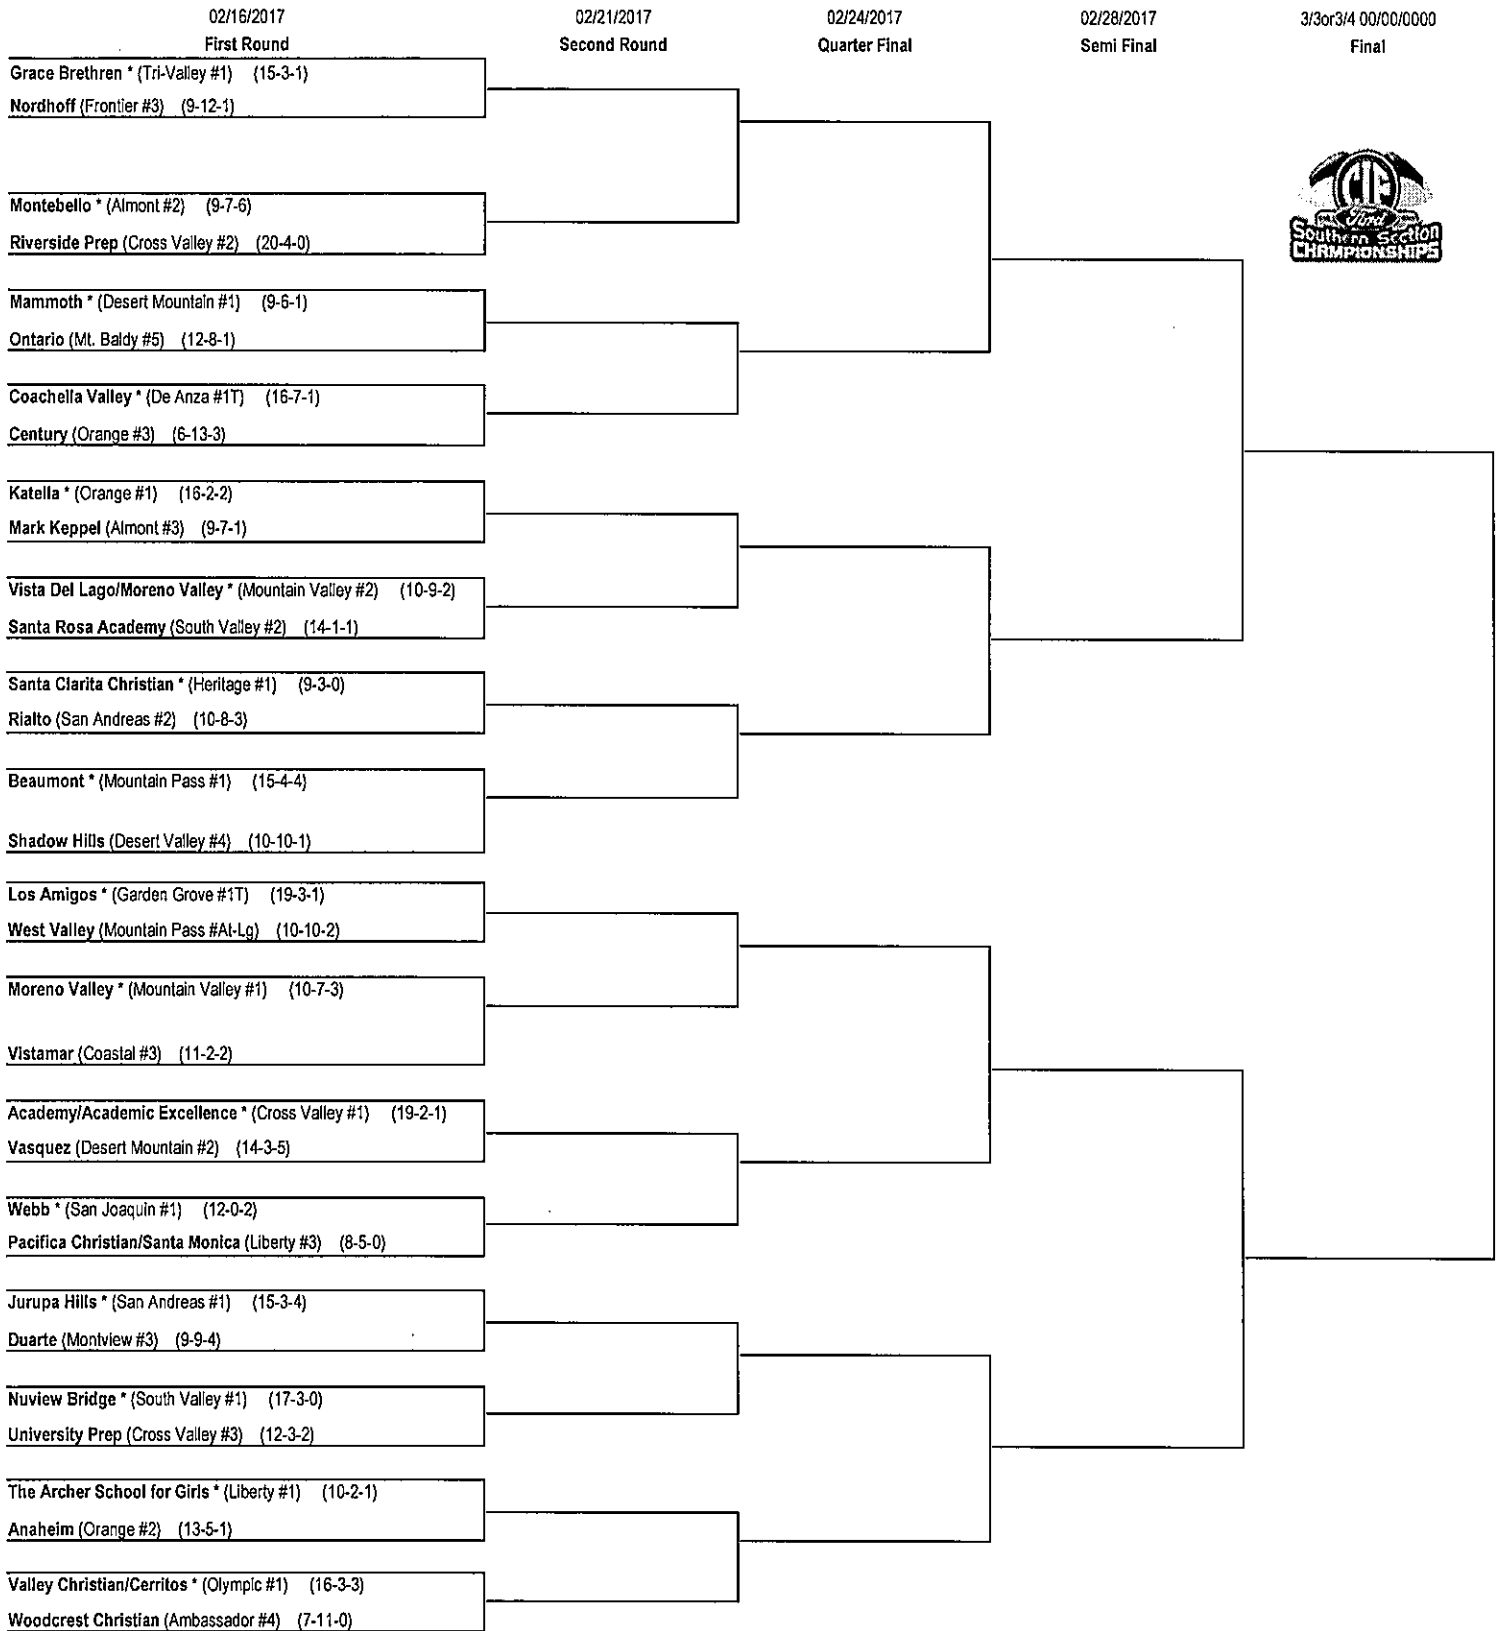 02/16/2017 02/21/2017 02/24/2017 02/28/2017 3/3or3/4 00/00/0000
First Round Second Round Quarter Final Semi Final Final
Grace Brethren * (Tri-Valley #1) (15-3-1)
Nordhoff (Frontier #3) (9-12-1)
CIF
Ford
Southern Section
CHAMPIONSHIPS
Montebello * (Almont #2) (9-7-6)
Riverside Prep (Cross Valley #2) (20-4-0)
Mammoth * (Desert Mountain #1) (9-6-1)
Ontario (Mt. Baldy #5) (12-8-1)
Coachella Valley * (De Anza #1T) (16-7-1)
Century (Orange #3) (6-13-3)
Katella * (Orange #1) (16-2-2)
Mark Keppel (Almont #3) (9-7-1)
Vista Del Lago/Moreno Valley * (Mountain Valley #2) (10-9-2)
Santa Rosa Academy (South Valley #2) (14-1-1)
Santa Clarita Christian * (Heritage #1) (9-3-0)
Rialto (San Andreas #2) (10-8-3)
Beaumont * (Mountain Pass #1) (15-4-4)
Shadow Hills (Desert Valley #4) (10-10-1)
Los Amigos * (Garden Grove #1T) (19-3-1)
West Valley (Mountain Pass #At-Lg) (10-10-2)
Moreno Valley * (Mountain Valley #1) (10-7-3)
Vistamar (Coastal #3) (11-2-2)
Academy/Academic Excellence * (Cross Valley #1) (19-2-1)
Vasquez (Desert Mountain #2) (14-3-5)
Webb * (San Joaquin #1) (12-0-2)
Pacifica Christian/Santa Monica (Liberty #3) (8-5-0)
Jurupa Hills * (San Andreas #1) (15-3-4)
Duarte (Montview #3) (9-9-4)
Nuview Bridge * (South Valley #1) (17-3-0)
University Prep (Cross Valley #3) (12-3-2)
The Archer School for Girls * (Liberty #1) (10-2-1)
Anaheim (Orange #2) (13-5-1)
Valley Christian/Cerritos * (Olympic #1) (16-3-3)
Woodcrest Christian (Ambassador #4) (7-11-0)